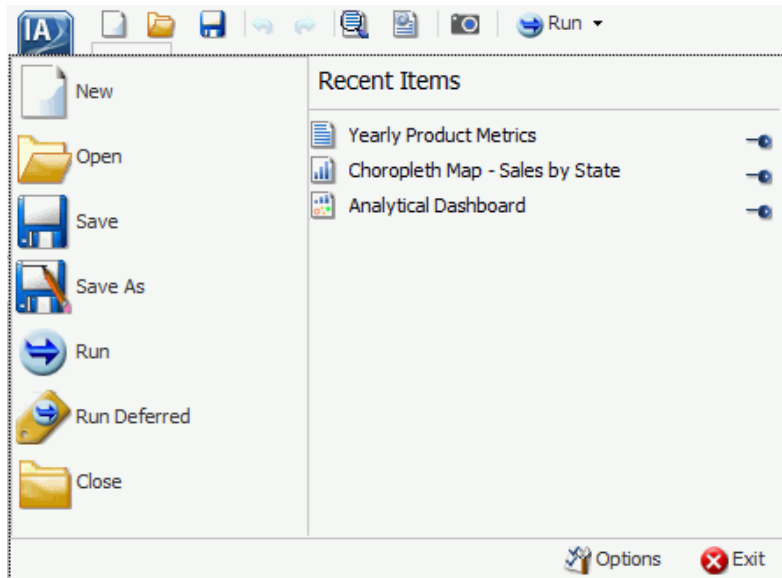 IA
Run
New
Open
Save
Save As
Run
Run Deferred
Close
Recent Items
Yearly Product Metrics
Choropleth Map - Sales by State
Analytical Dashboard
Options
Exit